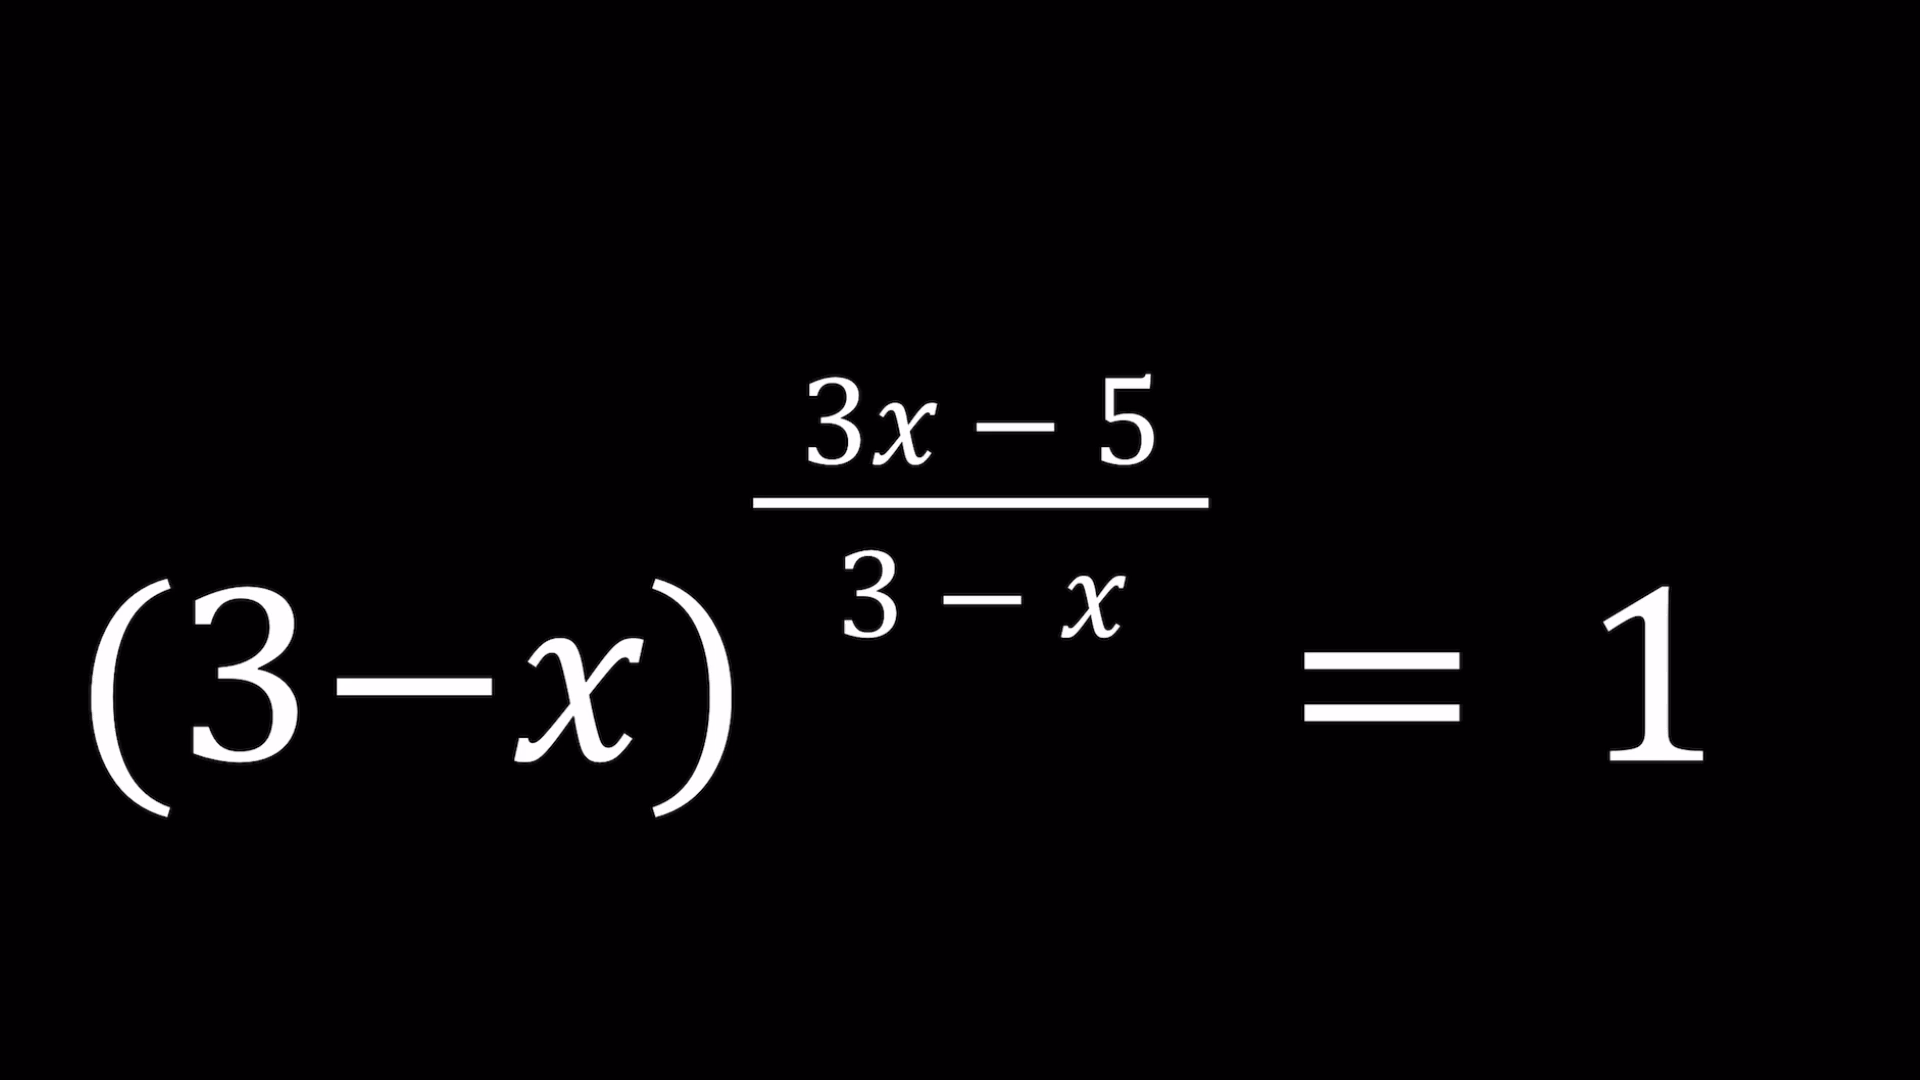 (3−x)^((3x − 5)/(3 − x)) = 1